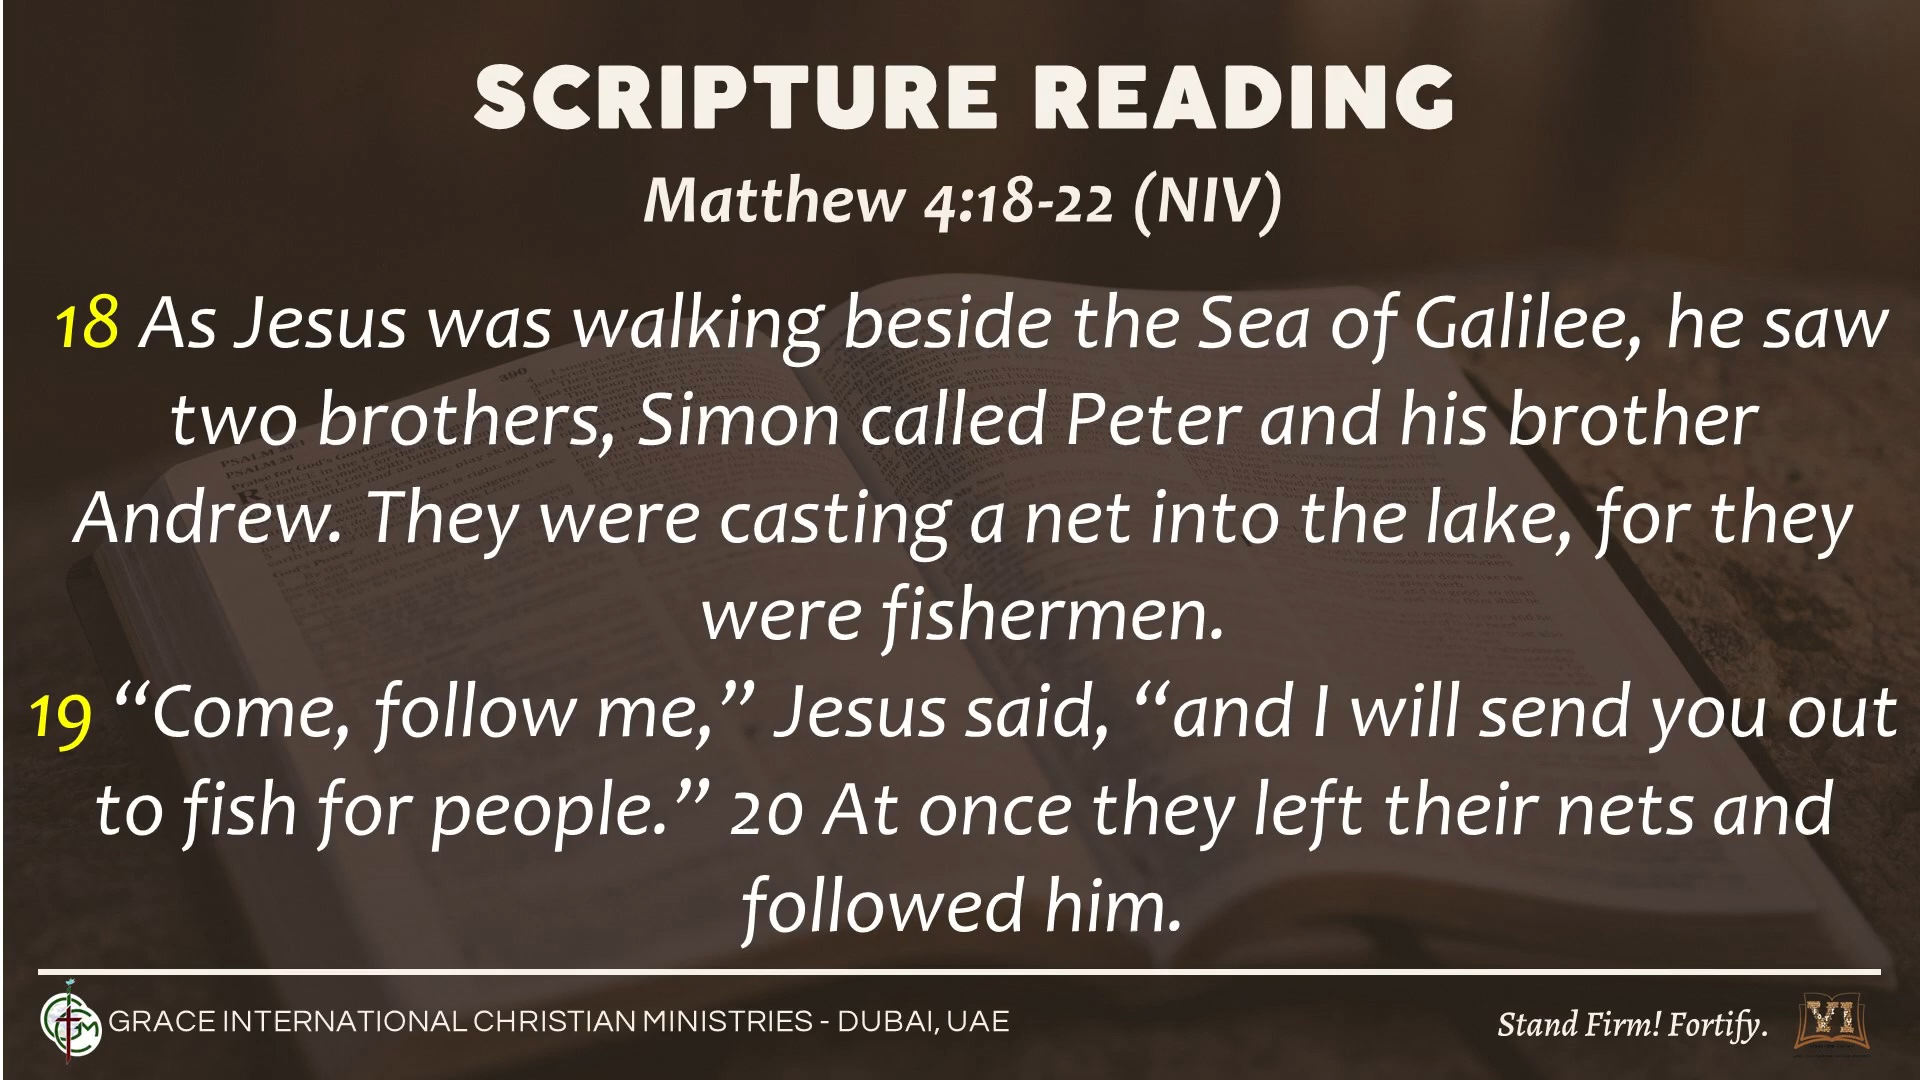 SCRIPTURE READING
Matthew 4:18-22 (NIV)
18 As Jesus was walking beside the Sea of Galilee, he saw
two brothers, Simon called Peter and his brother
Andrew. They were casting a net into the lake, for they
were fishermen.
19 “Come, follow me,” Jesus said, “and I will send you out
to fish for people.” 20 At once they left their nets and
followed him.
GRACE INTERNATIONAL CHRISTIAN MINISTRIES - DUBAI, UAE
Stand Firm! Fortify.
VI